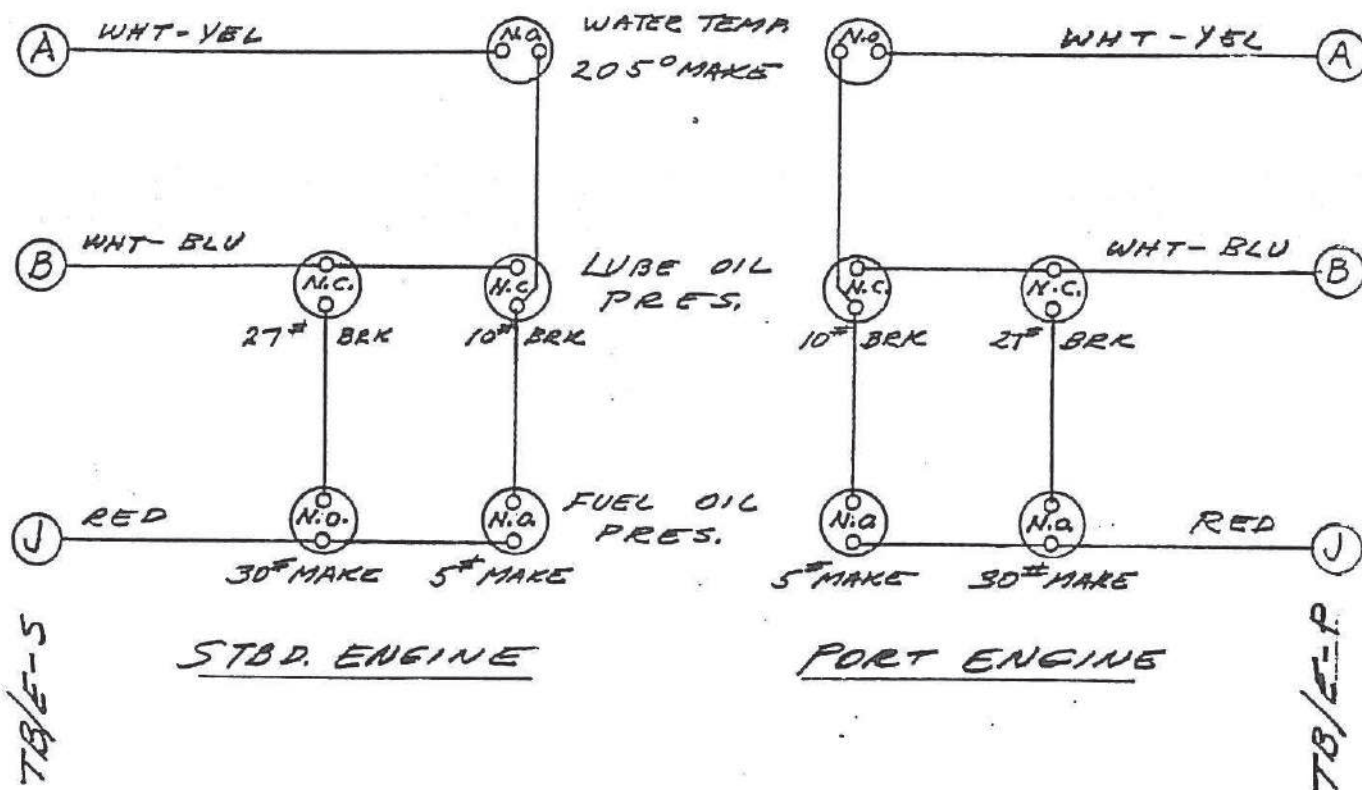 A WHT-YEL N.O. WATER TEMP. N.O. WHT-YEL A
205° MAKE
B WHT-BLU N.C. N.C. LUBE OIL N.C. N.C. WHT-BLU B
PRES.
27# BRK 10# BRK 10# BRK 27# BRK
J RED N.O. N.O. FUEL OIL N.O. N.O. RED J
PRES.
30# MAKE 5# MAKE 5# MAKE 30# MAKE
STBD. ENGINE PORT ENGINE
TB/E-S TB/E-P